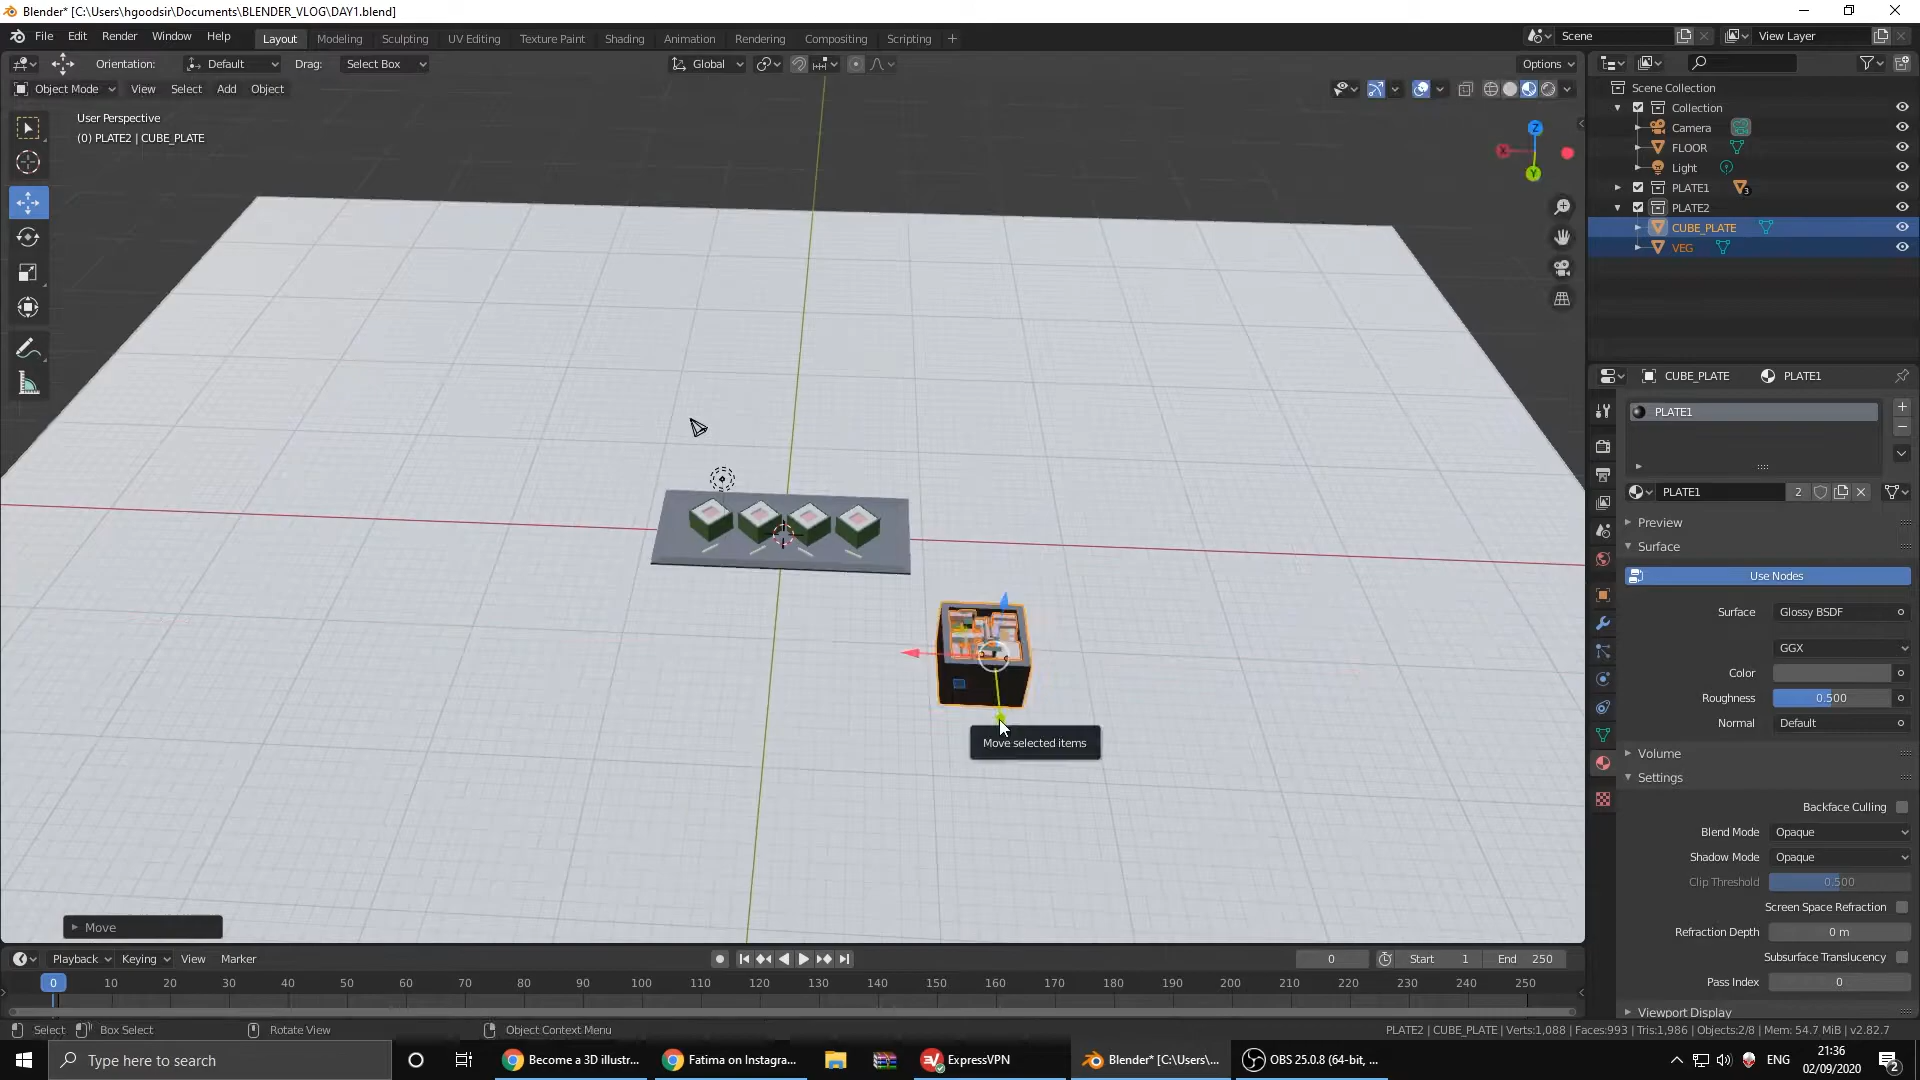 Blender* [C:\Users\hgoodsir\Documents\BLENDER_VLOG\DAY1.blend]
File Edit Render Window Help Layout Modeling Sculpting UV Editing Texture Paint Shading Animation Rendering Compositing Scripting Scene View Layer
Orientation: Default Drag: Select Box Global Options
Object Mode View Select Add Object
User Perspective
(0) PLATE2 | CUBE_PLATE
X
Z
Y
Scene Collection
Collection
Camera
FLOOR
Light
PLATE1 3
PLATE2
CUBE_PLATE
VEG
CUBE_PLATE PLATE1
PLATE1
PLATE1 2
Preview
Surface
Use Nodes
Surface Glossy BSDF
GGX
Color
Roughness 0.500
Normal Default
Volume
Settings
Backface Culling
Blend Mode Opaque
Shadow Mode Opaque
Clip Threshold 0.500
Screen Space Refraction
Refraction Depth 0 m
Subsurface Translucency
Pass Index 0
Viewport Display
Move selected items
Move
Playback Keying View Marker 0 Start 1 End 250
0 10 20 30 40 50 60 70 80 90 100 110 120 130 140 150 160 170 180 190 200 210 220 230 240 250
Select Box Select Rotate View Object Context Menu PLATE2 | CUBE_PLATE | Verts:1,088 | Faces:993 | Tris:1,986 | Objects:2/8 | Mem: 54.7 MiB | v2.82.7
Type here to search Become a 3D illustr... Fatima on Instagra... ExpressVPN Blender* [C:\Users\... OBS 25.0.8 (64-bit, ... ENG 21:36
02/09/2020 2